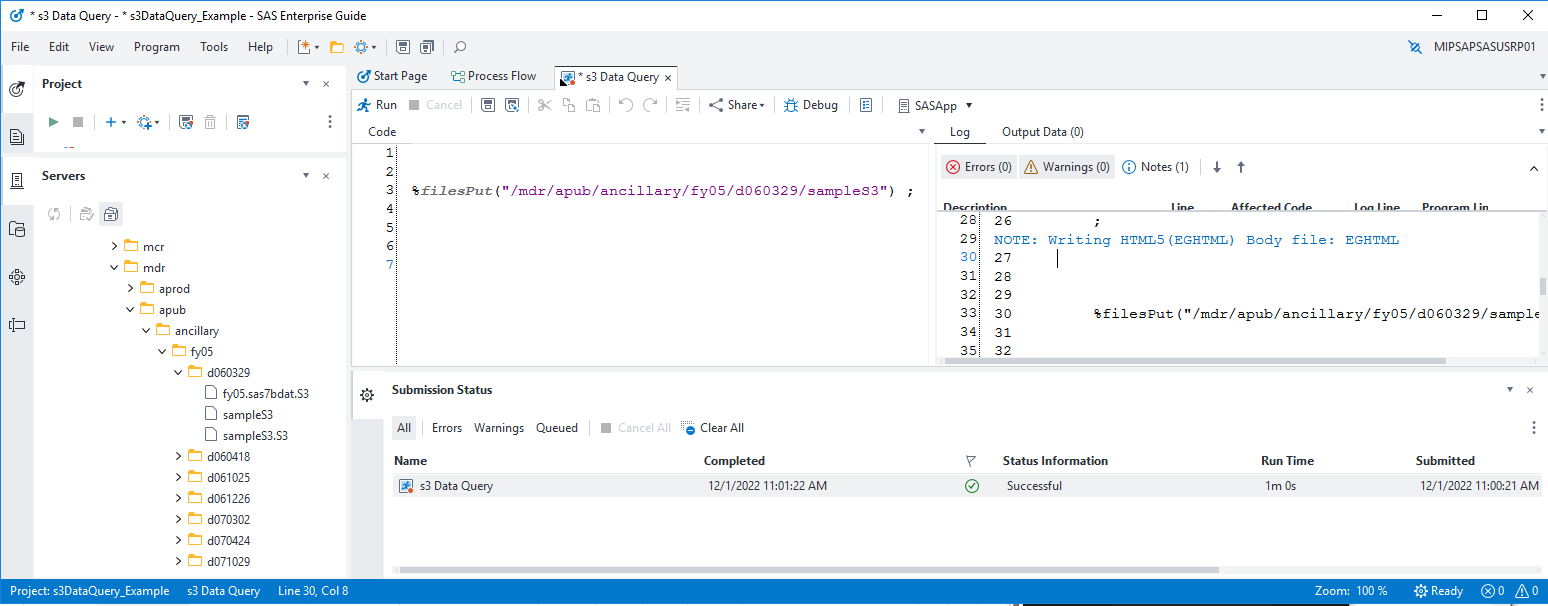 * s3 Data Query - * s3DataQuery_Example - SAS Enterprise Guide
File Edit View Program Tools Help
MIPSAPSASUSRP01
Project
Servers
mcr
mdr
aprod
apub
ancillary
fy05
d060329
fy05.sas7bdat.S3
sampleS3
sampleS3.S3
d060418
d061025
d061226
d070302
d070424
d071029
Start Page Process Flow * s3 Data Query
Run Cancel Share Debug SASApp
Code
1
2
3 %filesPut("/mdr/apub/ancillary/fy05/d060329/sampleS3") ;
4
5
6
7
Log Output Data (0)
Errors (0) Warnings (0) Notes (1)
Description Line Affected Code Log Line Program Lin
28 26 ;
29 NOTE: Writing HTML5(EGHTML) Body file: EGHTML
30 27
31 28
32 29
33 30 %filesPut("/mdr/apub/ancillary/fy05/d060329/sample
34 31
35 32
Submission Status
All Errors Warnings Queued Cancel All Clear All
Name Completed Status Information Run Time Submitted
s3 Data Query 12/1/2022 11:01:22 AM Successful 1m 0s 12/1/2022 11:00:21 AM
Project: s3DataQuery_Example s3 Data Query Line 30, Col 8 Zoom: 100 % Ready 0 0